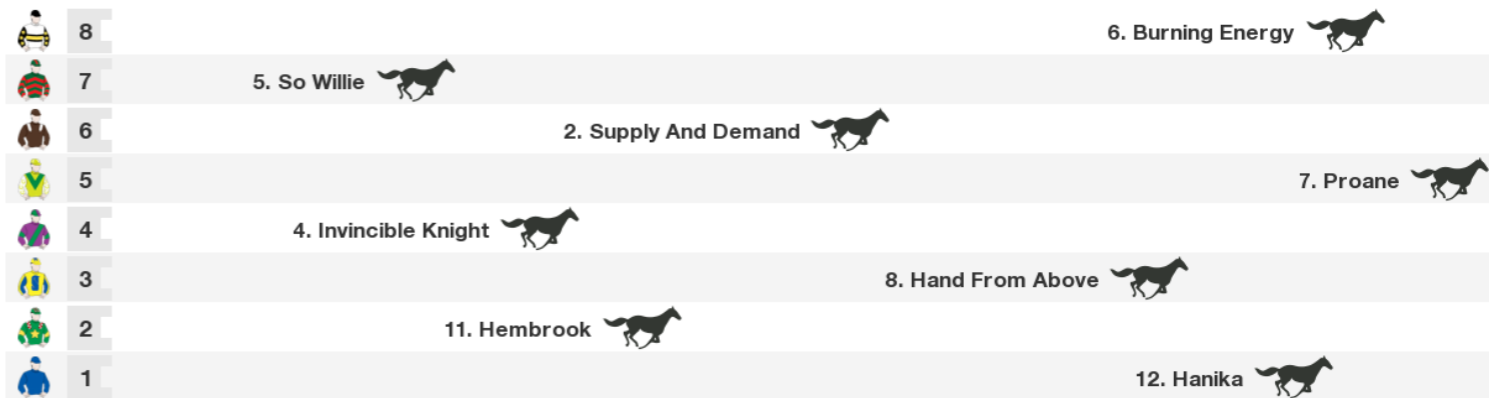 8 6. Burning Energy
7 5. So Willie
6 2. Supply And Demand
5 7. Proane
4 4. Invincible Knight
3 8. Hand From Above
2 11. Hembrook
1 12. Hanika